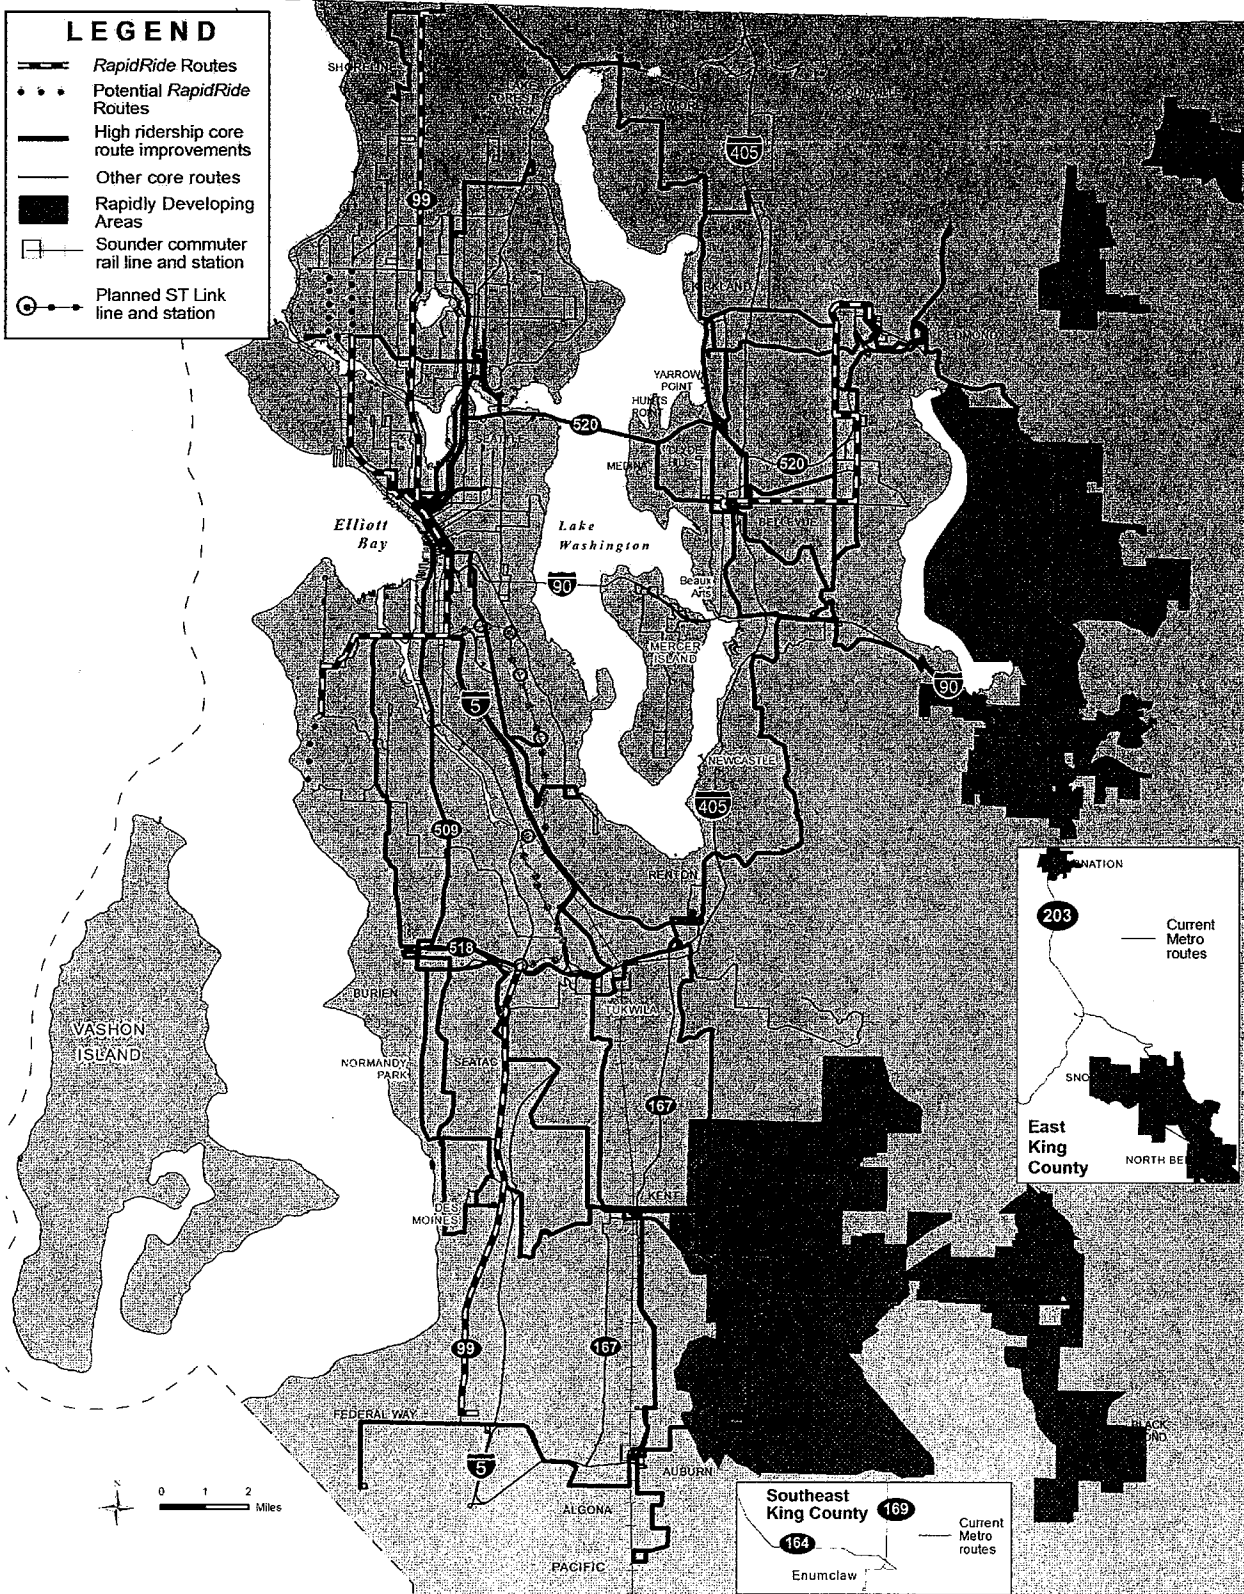 LEGEND
RapidRide Routes
Potential RapidRide
Routes
High ridership core
route improvements
Other core routes
Rapidly Developing
Areas
Sounder commuter
rail line and station
Planned ST Link
line and station
405
99
KIRKLAND
YARROW
POINT
HUNTS
POINT
520
520
MEDINA
BELLEVUE
Elliott
Bay
Lake
Washington
90
Beaux
Arts
MERCER
ISLAND
90
5
NEWCASTLE
405
509
RENTON
NATION
203
Current
Metro
routes
518
BURIEN
TUKWILA
VASHON
ISLAND
NORMANDY
PARK
SEATAC
SNO
167
East
King
County
NORTH BE
KENT
DES
MOINES
99
167
FEDERAL WAY
BLACK
5
AUBURN
N
0 1 2
Miles
ALGONA
Southeast
King County
169
164
Current
Metro
routes
Enumclaw
PACIFIC